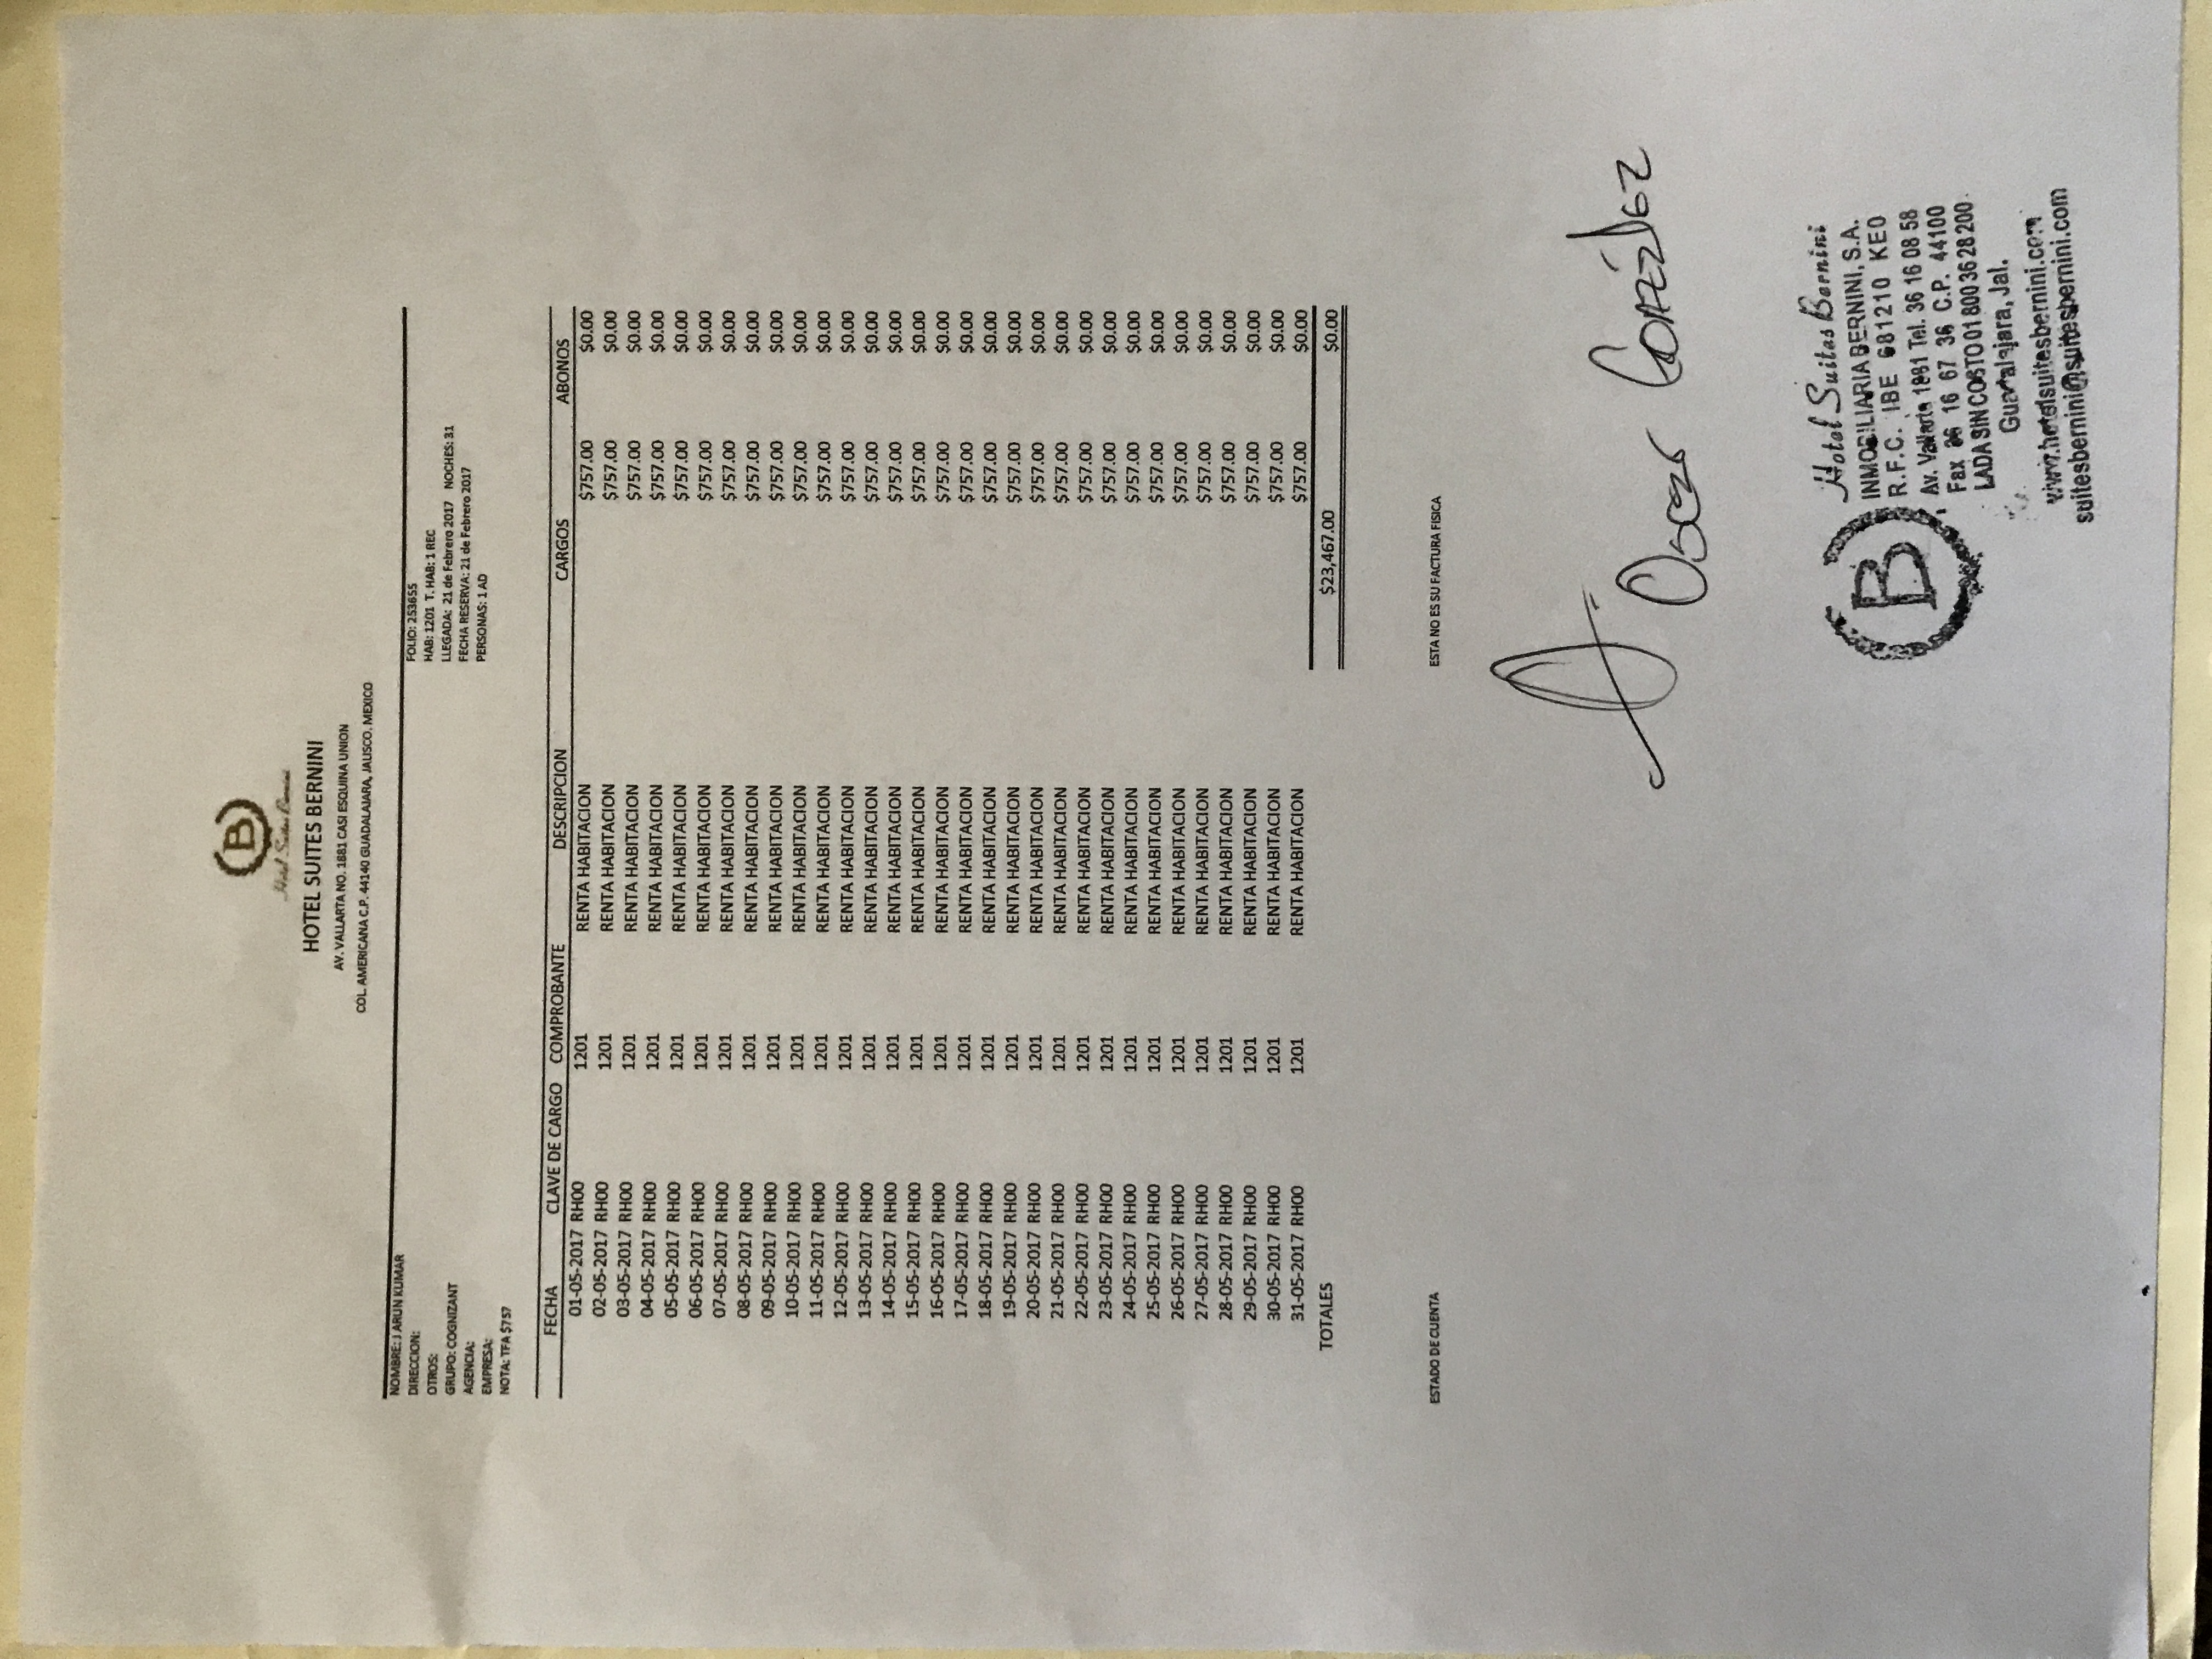 B
Hotel Suites Bernini
HOTEL SUITES BERNINI
AV. VALLARTA NO. 1881 CASI ESQUINA UNION
COL. AMERICANA C.P. 44140 GUADALAJARA, JALISCO, MEXICO
NOMBRE: J ARUN KUMAR FOLIO: 253655
DIRECCION: HAB: 1201 T. HAB: 1 REC
OTROS: LLEGADA: 21 de Febrero 2017 NOCHES: 31
GRUPO: COGNIZANT FECHA RESERVA: 21 de Febrero 2017
AGENCIA: PERSONAS: 1 AD
EMPRESA:
NOTA: TFA $757
FECHA CLAVE DE CARGO COMPROBANTE DESCRIPCION CARGOS ABONOS
01-05-2017 RH00 1201 RENTA HABITACION $757.00 $0.00
02-05-2017 RH00 1201 RENTA HABITACION $757.00 $0.00
03-05-2017 RH00 1201 RENTA HABITACION $757.00 $0.00
04-05-2017 RH00 1201 RENTA HABITACION $757.00 $0.00
05-05-2017 RH00 1201 RENTA HABITACION $757.00 $0.00
06-05-2017 RH00 1201 RENTA HABITACION $757.00 $0.00
07-05-2017 RH00 1201 RENTA HABITACION $757.00 $0.00
08-05-2017 RH00 1201 RENTA HABITACION $757.00 $0.00
09-05-2017 RH00 1201 RENTA HABITACION $757.00 $0.00
10-05-2017 RH00 1201 RENTA HABITACION $757.00 $0.00
11-05-2017 RH00 1201 RENTA HABITACION $757.00 $0.00
12-05-2017 RH00 1201 RENTA HABITACION $757.00 $0.00
13-05-2017 RH00 1201 RENTA HABITACION $757.00 $0.00
14-05-2017 RH00 1201 RENTA HABITACION $757.00 $0.00
15-05-2017 RH00 1201 RENTA HABITACION $757.00 $0.00
16-05-2017 RH00 1201 RENTA HABITACION $757.00 $0.00
17-05-2017 RH00 1201 RENTA HABITACION $757.00 $0.00
18-05-2017 RH00 1201 RENTA HABITACION $757.00 $0.00
19-05-2017 RH00 1201 RENTA HABITACION $757.00 $0.00
20-05-2017 RH00 1201 RENTA HABITACION $757.00 $0.00
21-05-2017 RH00 1201 RENTA HABITACION $757.00 $0.00
22-05-2017 RH00 1201 RENTA HABITACION $757.00 $0.00
23-05-2017 RH00 1201 RENTA HABITACION $757.00 $0.00
24-05-2017 RH00 1201 RENTA HABITACION $757.00 $0.00
25-05-2017 RH00 1201 RENTA HABITACION $757.00 $0.00
26-05-2017 RH00 1201 RENTA HABITACION $757.00 $0.00
27-05-2017 RH00 1201 RENTA HABITACION $757.00 $0.00
28-05-2017 RH00 1201 RENTA HABITACION $757.00 $0.00
29-05-2017 RH00 1201 RENTA HABITACION $757.00 $0.00
30-05-2017 RH00 1201 RENTA HABITACION $757.00 $0.00
31-05-2017 RH00 1201 RENTA HABITACION $757.00 $0.00
TOTALES $23,467.00 $0.00
ESTADO DE CUENTA ESTA NO ES SU FACTURA FISICA
Oscar González
B
Hotel Suites Bernini
INMOBILIARIA BERNINI, S.A.
R.F.C. IBE 681210 KE0
Av. Vallarta 1881 Tel. 36 16 08 58
Fax 36 16 67 36 C.P. 44100
LADA SIN COSTO 01 800 36 28 200
Guadalajara, Jal.
www.hotelsuitesbernini.com
suitesbernini@suitesbernini.com